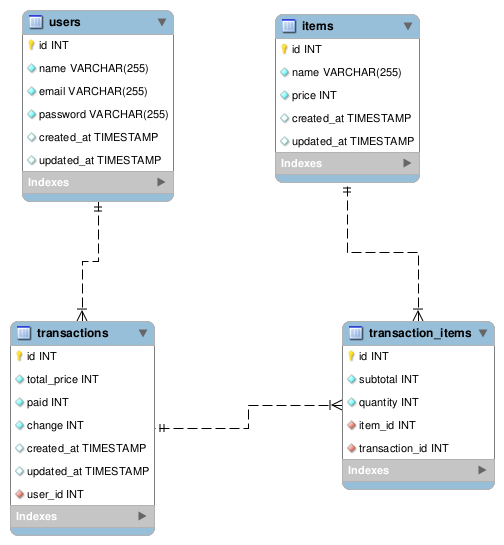 users
id INT
name VARCHAR(255)
email VARCHAR(255)
password VARCHAR(255)
created_at TIMESTAMP
updated_at TIMESTAMP
Indexes
items
id INT
name VARCHAR(255)
price INT
created_at TIMESTAMP
updated_at TIMESTAMP
Indexes
transactions
id INT
total_price INT
paid INT
change INT
created_at TIMESTAMP
updated_at TIMESTAMP
user_id INT
Indexes
transaction_items
id INT
subtotal INT
quantity INT
item_id INT
transaction_id INT
Indexes